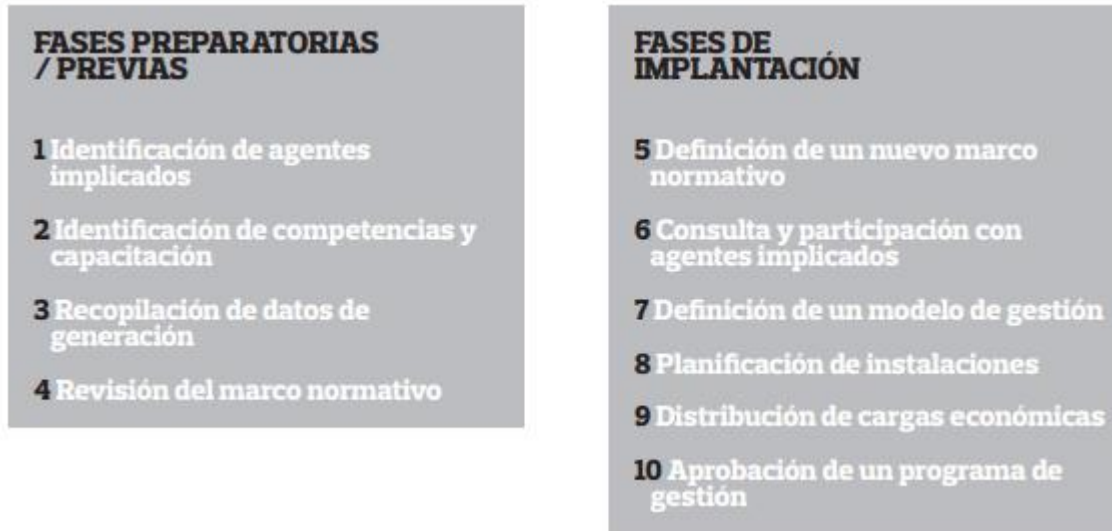 FASES PREPARATORIAS
/ PREVIAS
1 Identificación de agentes
implicados
2 Identificación de competencias y
capacitación
3 Recopilación de datos de
generación
4 Revisión del marco normativo
FASES DE
IMPLANTACIÓN
5 Definición de un nuevo marco
normativo
6 Consulta y participación con
agentes implicados
7 Definición de un modelo de gestión
8 Planificación de instalaciones
9 Distribución de cargas económicas
10 Aprobación de un programa de
gestión